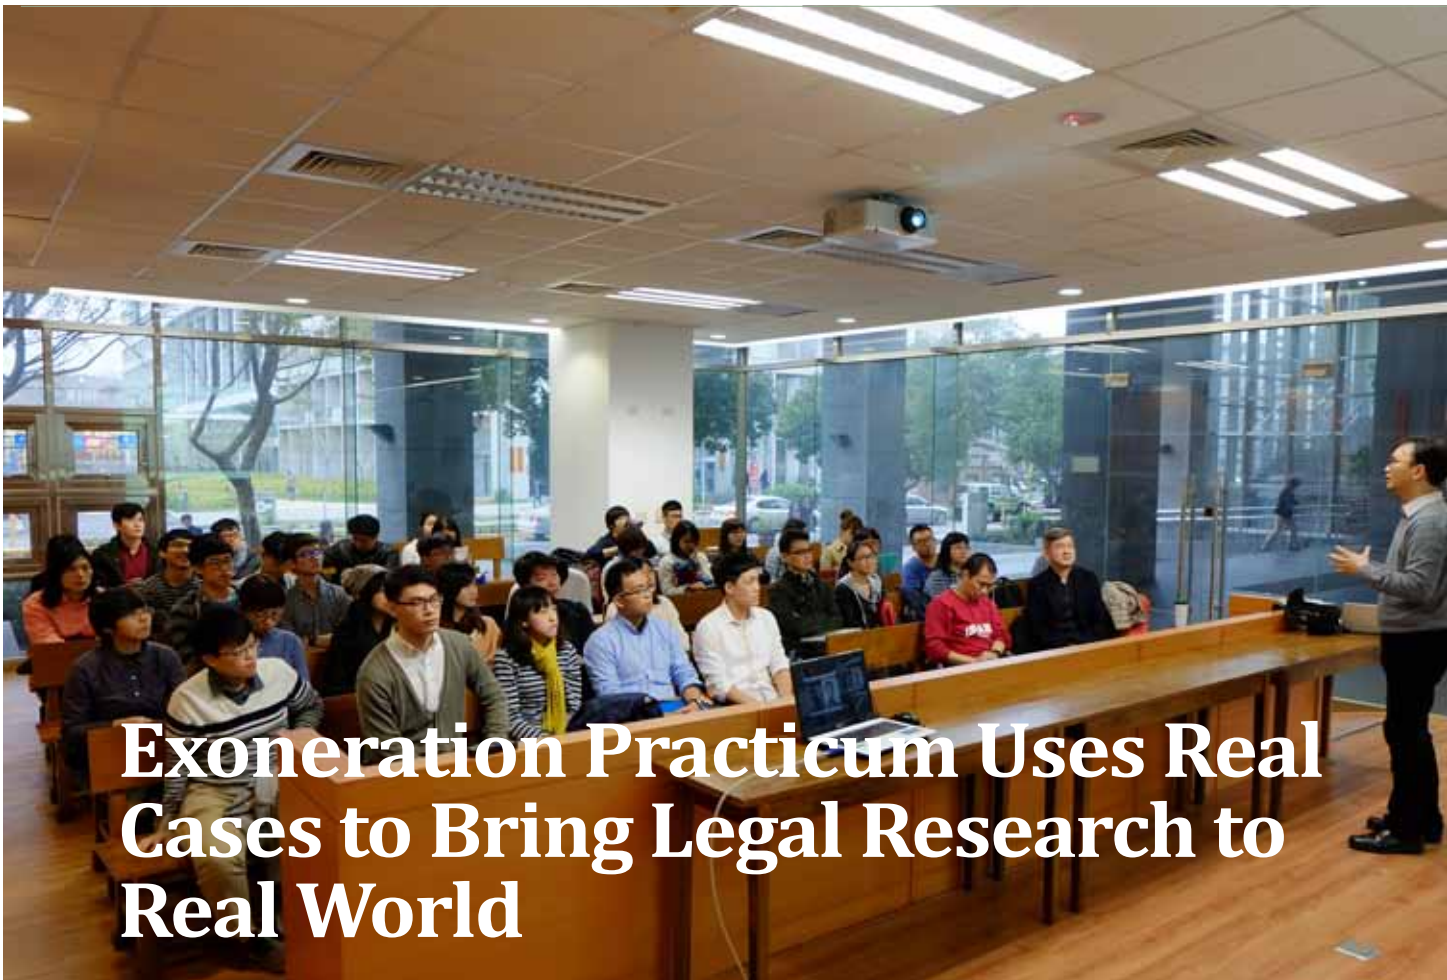 Exoneration Practicum Uses Real
Cases to Bring Legal Research to
Real World